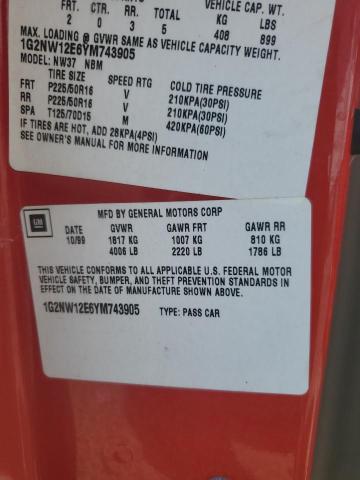 VEHICLE CAP. WT.
FRT. CTR. RR. TOTAL KG LBS
2 0 3 5 408 899
MAX. LOADING @ GVWR SAME AS VEHICLE CAPACITY WEIGHT.
1G2NW12E6YM743905
MODEL: NW37 NBM
TIRE SIZE SPEED RTG COLD TIRE PRESSURE
FRT P225/50R16 V 210KPA(30PSI)
RR P225/50R16 V 210KPA(30PSI)
SPA T125/70D15 M 420KPA(60PSI)
IF TIRES ARE HOT, ADD 28KPA(4PSI)
SEE OWNER'S MANUAL FOR MORE INFORMATION
GM MFD BY GENERAL MOTORS CORP
DATE GVWR GAWR FRT GAWR RR
10/99 1817 KG 1007 KG 810 KG
4006 LB 2220 LB 1786 LB
THIS VEHICLE CONFORMS TO ALL APPLICABLE U.S. FEDERAL MOTOR
VEHICLE SAFETY, BUMPER, AND THEFT PREVENTION STANDARDS IN
EFFECT ON THE DATE OF MANUFACTURE SHOWN ABOVE.
1G2NW12E6YM743905 TYPE: PASS CAR